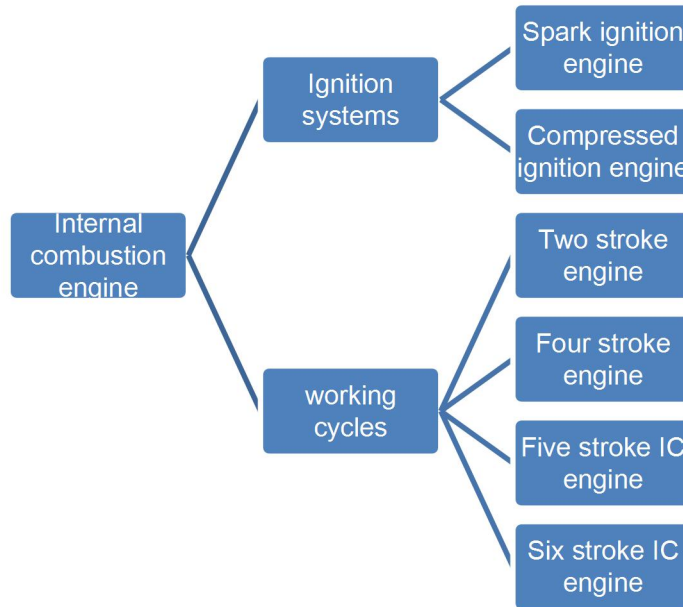 Spark ignition
engine
Ignition
systems
Compressed
ignition engine
Internal
combustion
engine
Two stroke
engine
Four stroke
engine
working
cycles
Five stroke IC
engine
Six stroke IC
engine